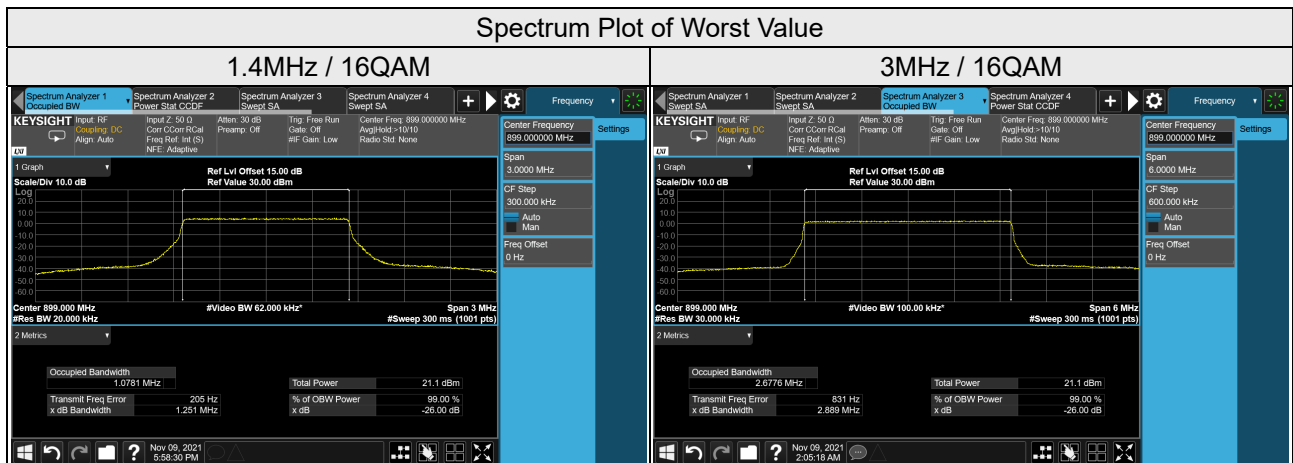 Spectrum Plot of Worst Value
1.4MHz / 16QAM
3MHz / 16QAM
Spectrum Analyzer 1
Occupied BW
Spectrum Analyzer 2
Power Stat CCDF
Spectrum Analyzer 3
Swept SA
Spectrum Analyzer 4
Swept SA
+
Frequency
KEYSIGHT
Input: RF
Coupling: DC
Align: Auto
Input Z: 50 Ω
Corr CCorr RCal
Freq Ref: Int (S)
NFE: Adaptive
Atten: 30 dB
Preamp: Off
Trig: Free Run
Gate: Off
#IF Gain: Low
Center Freq: 899.000000 MHz
Avg|Hold:>10/10
Radio Std: None
LXI
Center Frequency
899.000000 MHz
Settings
Span
3.0000 MHz
CF Step
300.000 kHz
Auto
Man
Freq Offset
0 Hz
1 Graph
Scale/Div 10.0 dB
Ref Lvl Offset 15.00 dB
Ref Value 30.00 dBm
Log
20.0
10.0
0.00
-10.0
-20.0
-30.0
-40.0
-50.0
-60.0
Center 899.000 MHz
#Res BW 20.000 kHz
#Video BW 62.000 kHz*
Span 3 MHz
#Sweep 300 ms (1001 pts)
2 Metrics
Occupied Bandwidth
1.0781 MHz
Total Power 21.1 dBm
Transmit Freq Error 205 Hz
% of OBW Power 99.00 %
x dB Bandwidth 1.251 MHz
x dB -26.00 dB
?
Nov 09, 2021
5:58:30 PM
Spectrum Analyzer 1
Swept SA
Spectrum Analyzer 2
Swept SA
Spectrum Analyzer 3
Occupied BW
Spectrum Analyzer 4
Power Stat CCDF
+
Frequency
KEYSIGHT
Input: RF
Coupling: DC
Align: Auto
Input Z: 50 Ω
Corr CCorr RCal
Freq Ref: Int (S)
NFE: Adaptive
Atten: 30 dB
Preamp: Off
Trig: Free Run
Gate: Off
#IF Gain: Low
Center Freq: 899.000000 MHz
Avg|Hold:>10/10
Radio Std: None
LXI
Center Frequency
899.000000 MHz
Settings
Span
6.0000 MHz
CF Step
600.000 kHz
Auto
Man
Freq Offset
0 Hz
1 Graph
Scale/Div 10.0 dB
Ref Lvl Offset 15.00 dB
Ref Value 30.00 dBm
Log
20.0
10.0
0.00
-10.0
-20.0
-30.0
-40.0
-50.0
-60.0
Center 899.000 MHz
#Res BW 30.000 kHz
#Video BW 100.00 kHz*
Span 6 MHz
#Sweep 300 ms (1001 pts)
2 Metrics
Occupied Bandwidth
2.6776 MHz
Total Power 21.1 dBm
Transmit Freq Error 831 Hz
% of OBW Power 99.00 %
x dB Bandwidth 2.889 MHz
x dB -26.00 dB
?
Nov 09, 2021
2:05:18 AM